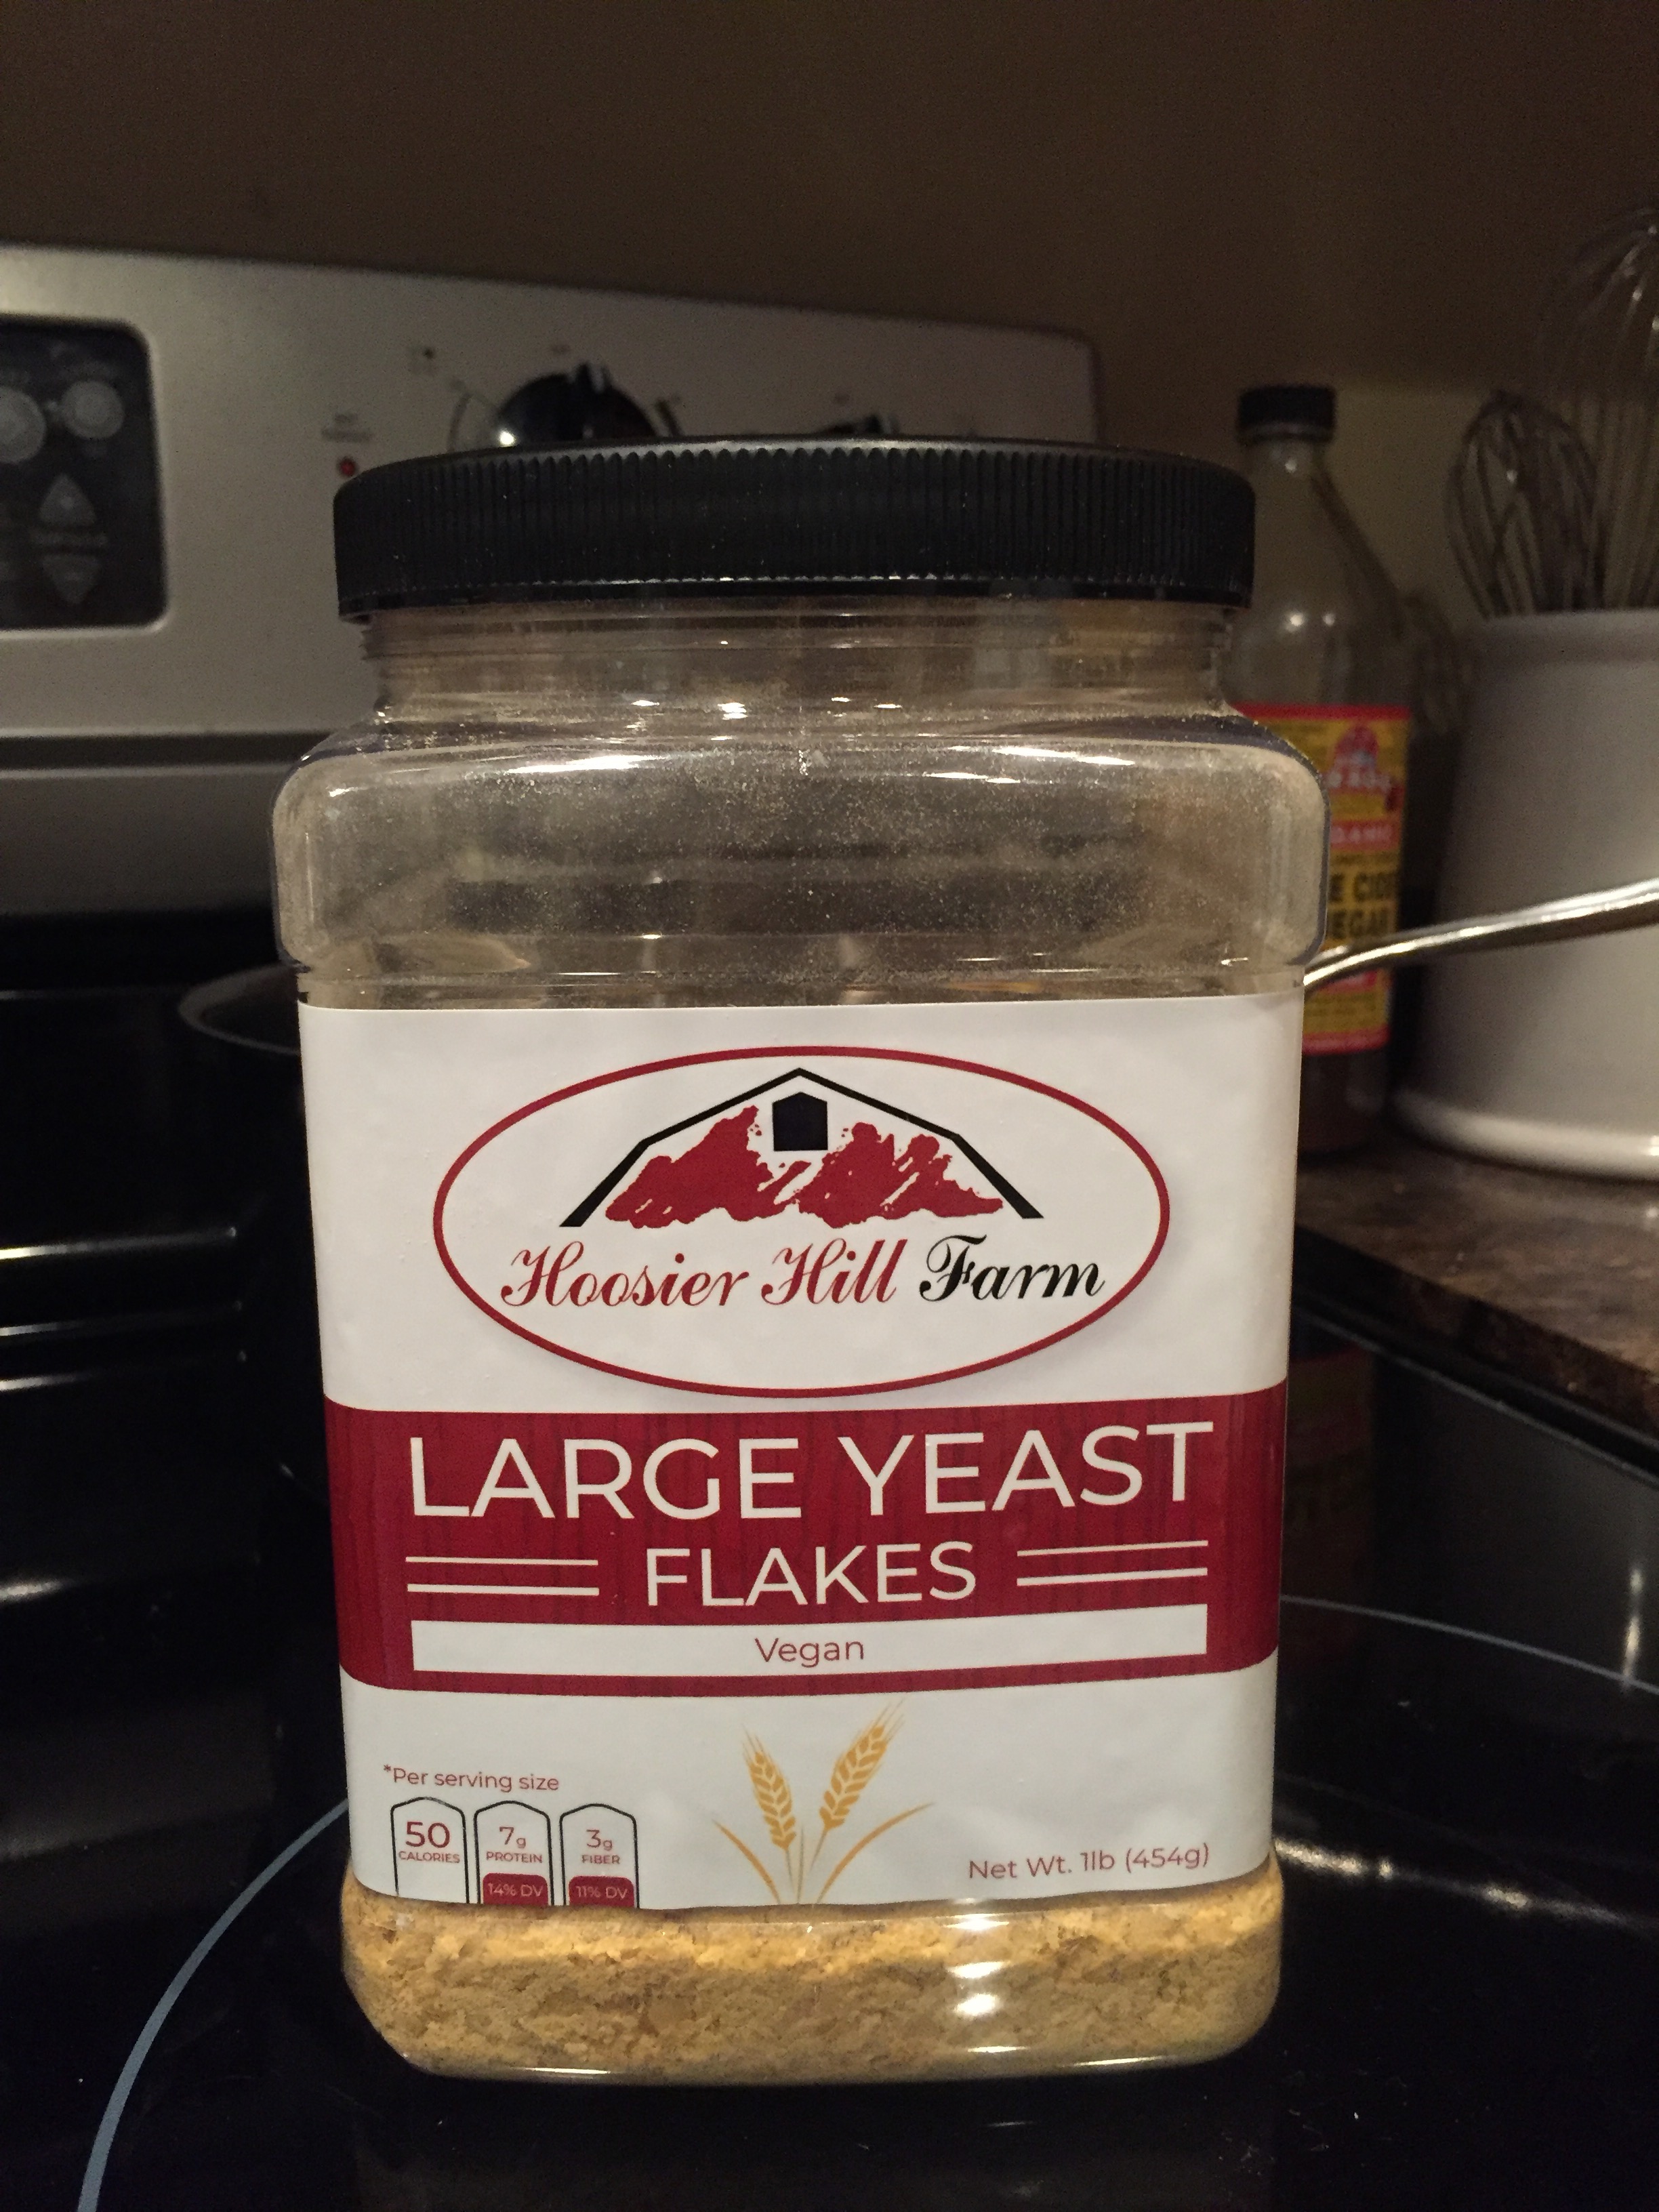 Hoosier Hill Farm
LARGE YEAST
FLAKES
Vegan
*Per serving size
50
CALORIES
7g
PROTEIN
14% DV
3g
FIBER
11% DV
Net Wt. 1lb (454g)